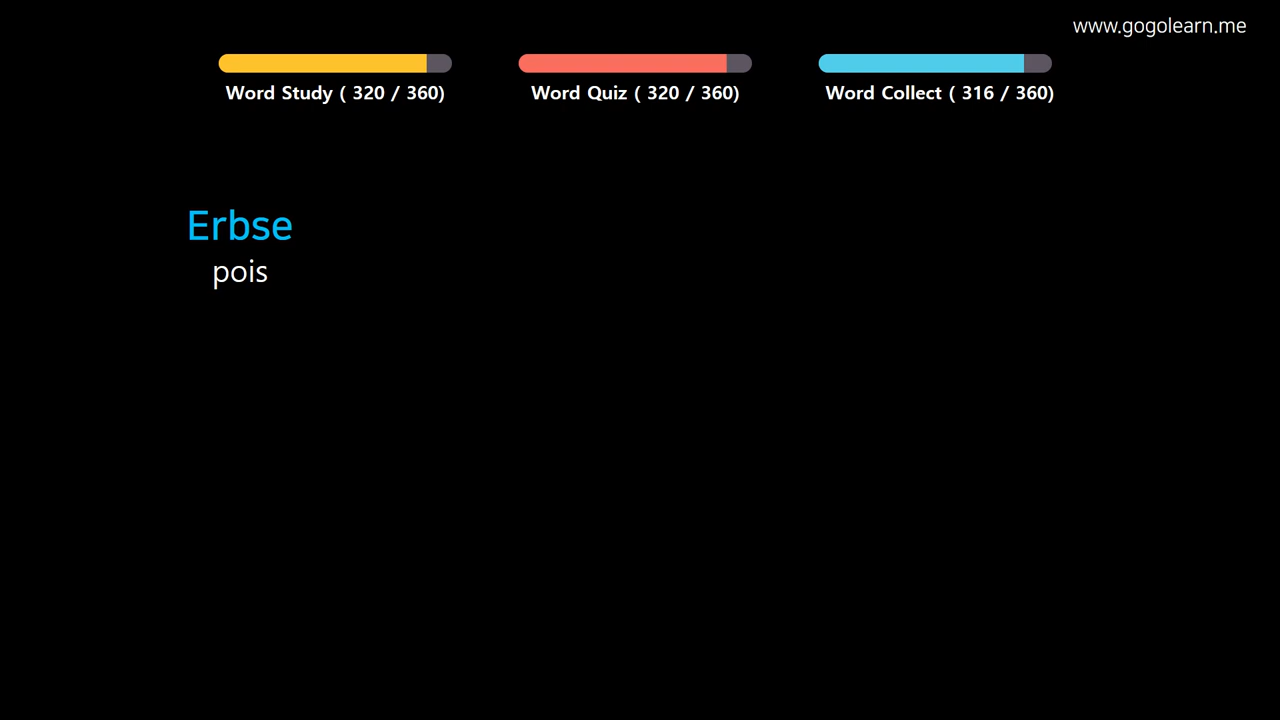 www.gogolearn.me
Word Study ( 320 / 360)
Word Quiz ( 320 / 360)
Word Collect ( 316 / 360)
Erbse
pois